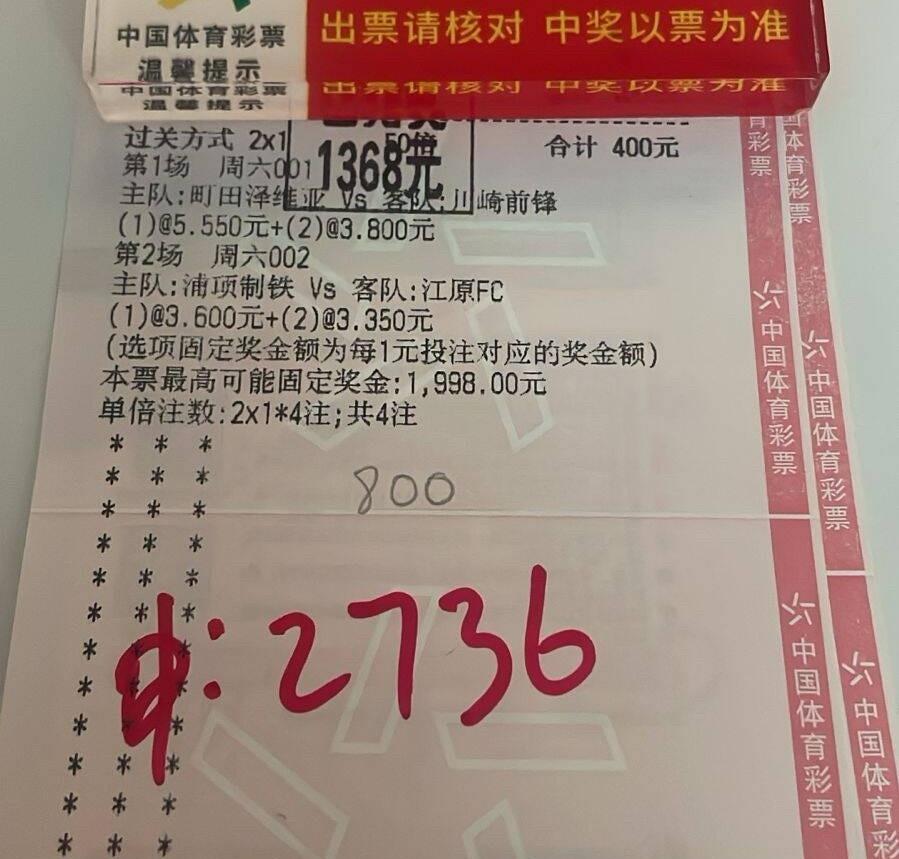 中国体育彩票
温馨提示
出票请核对 中奖以票为准
中国体育彩票
温馨提示
出票请核对 中奖以票为准
过关方式 2x1 50倍 合计 400元
1368元
第1场 周六001
主队:町田泽维亚 Vs 客队:川崎前锋
(1)@5.550元+(2)@3.800元
第2场 周六002
主队:浦项制铁 Vs 客队:江原FC
(1)@3.600元+(2)@3.350元
(选项固定奖金额为每1元投注对应的奖金额)
本票最高可能固定奖金:1,998.00元
单倍注数:2x1*4注;共4注
* * *
* * *
* * *
800
* * *
* * *
* * *
中:2736
* * *
* * *
* * *
* * *
* * *
* * *
* * *
育彩票
体育彩票
中国体育彩票
中国体育彩票
中国体育彩票
中国体育彩